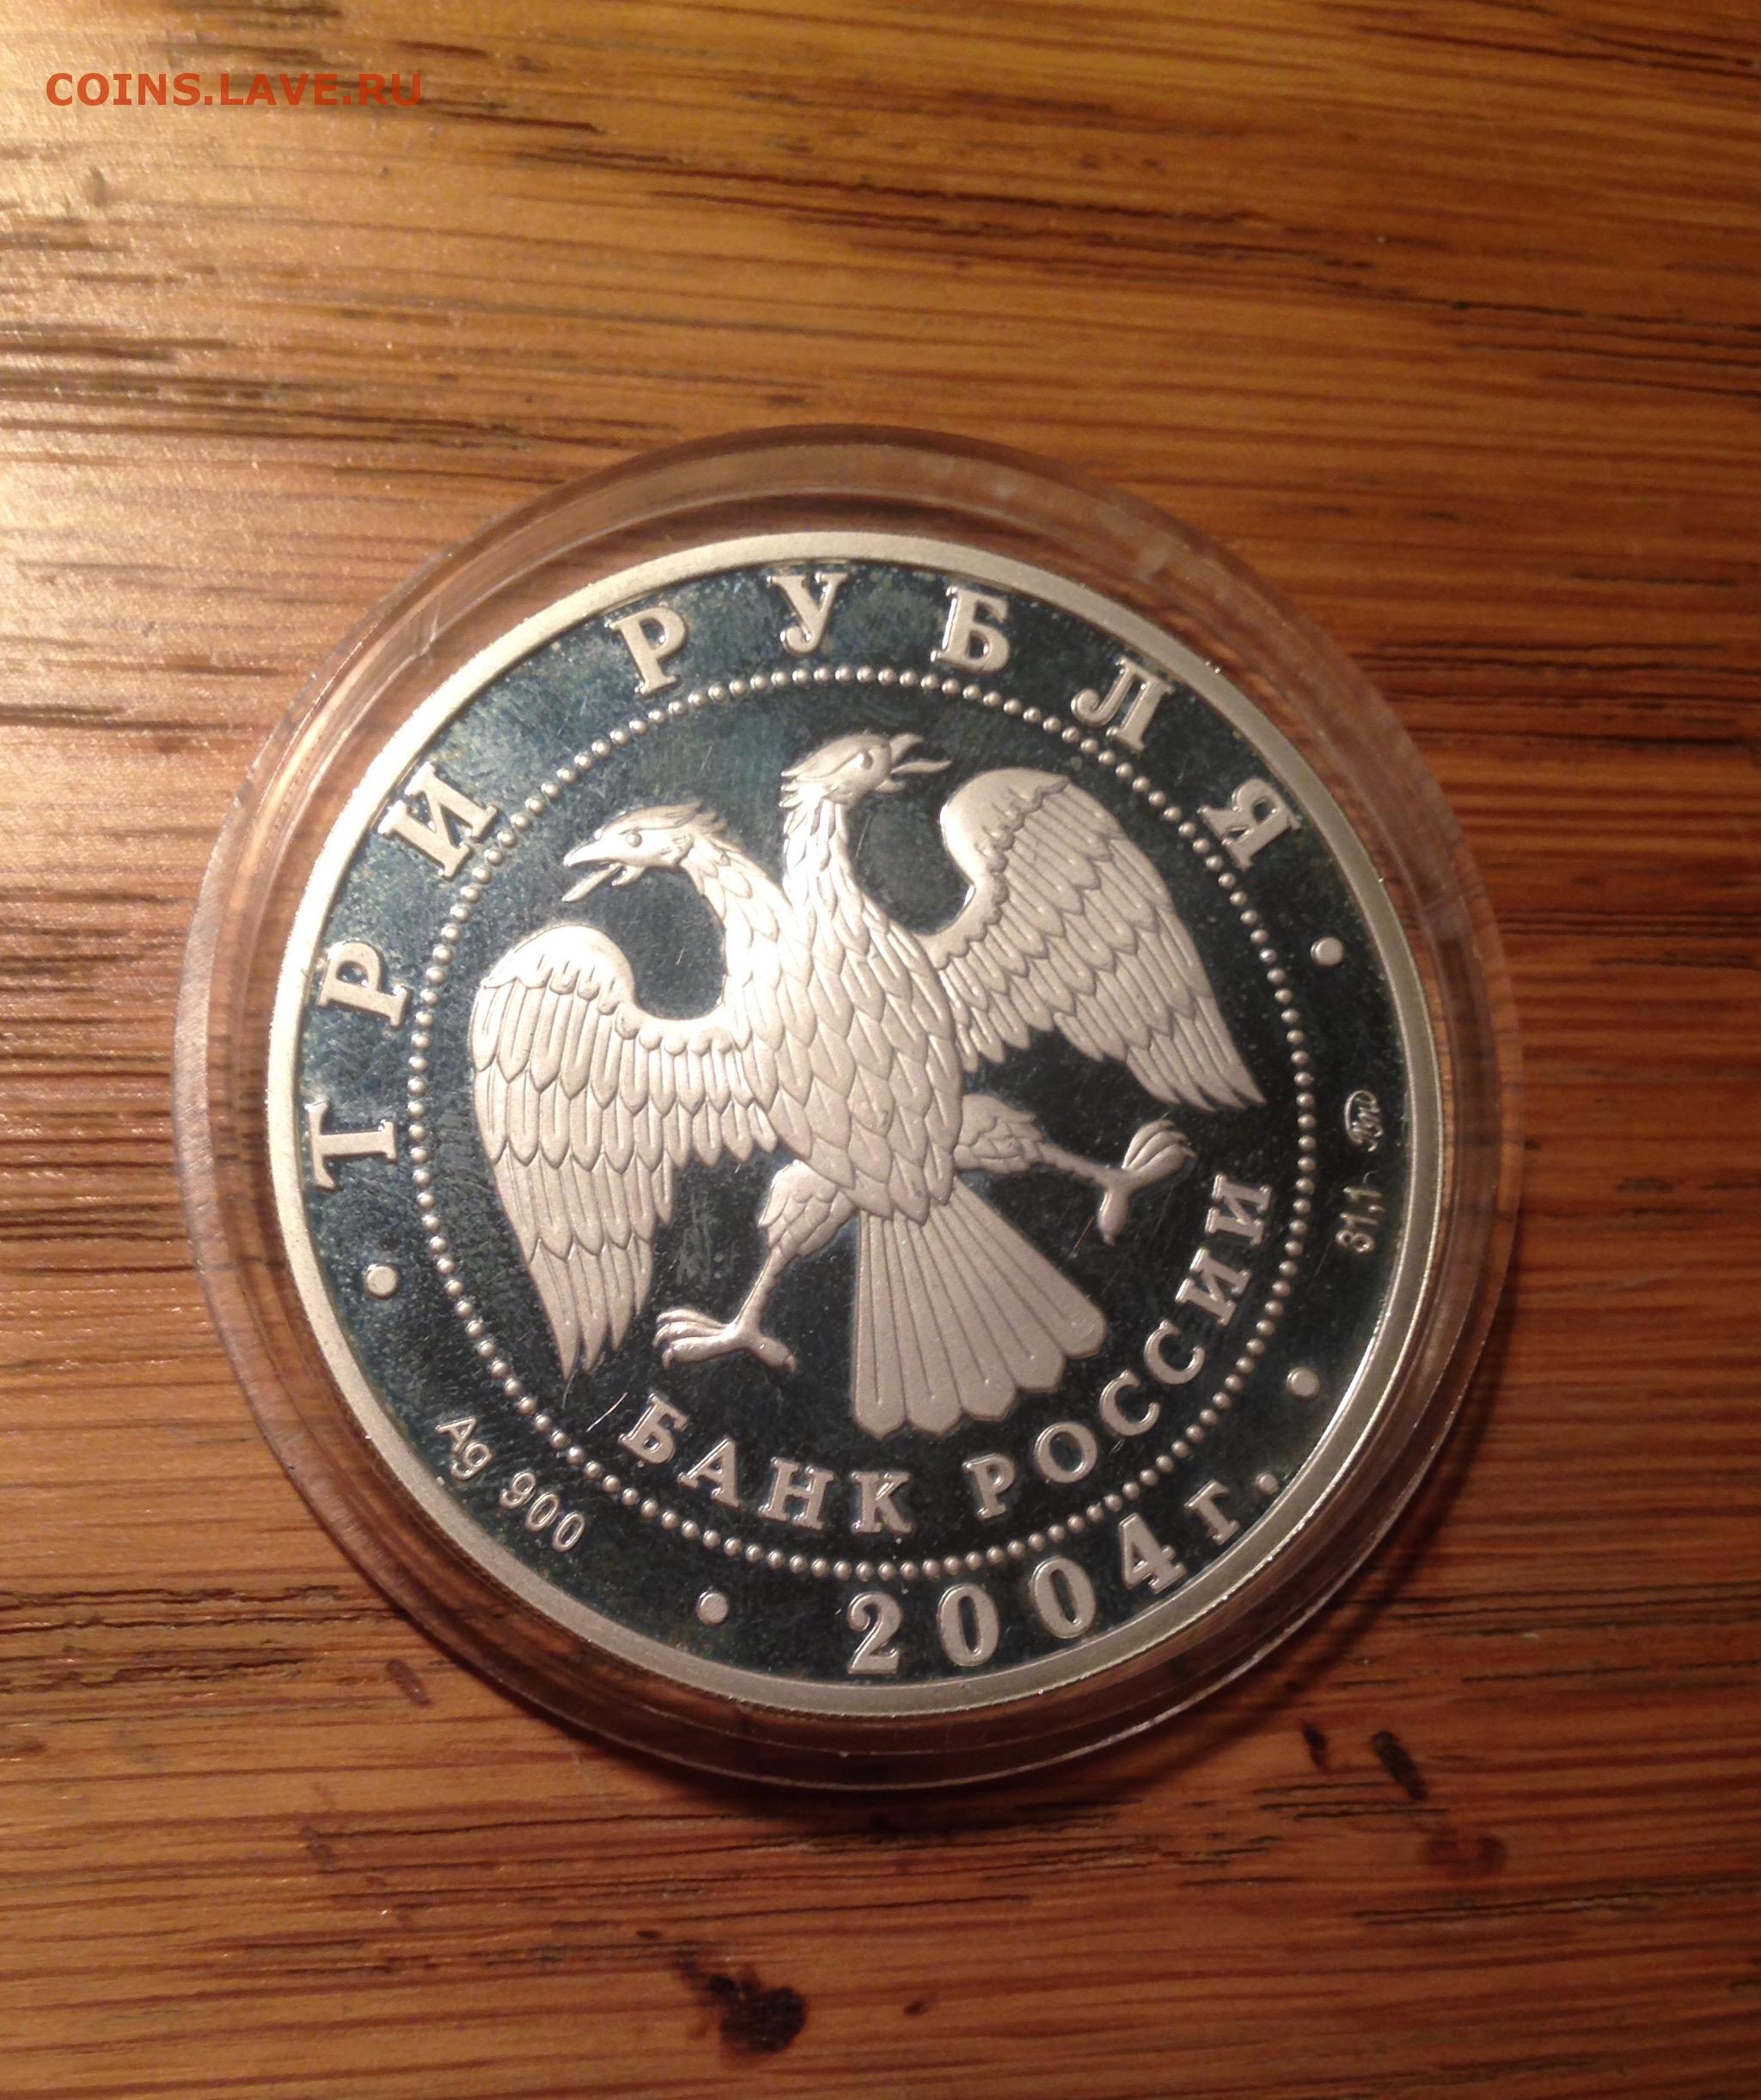 COINS.LAVE.RU
ТРИ РУБЛЯ
БАНК РОССИИ
Ag 900
2004 г.
31,1